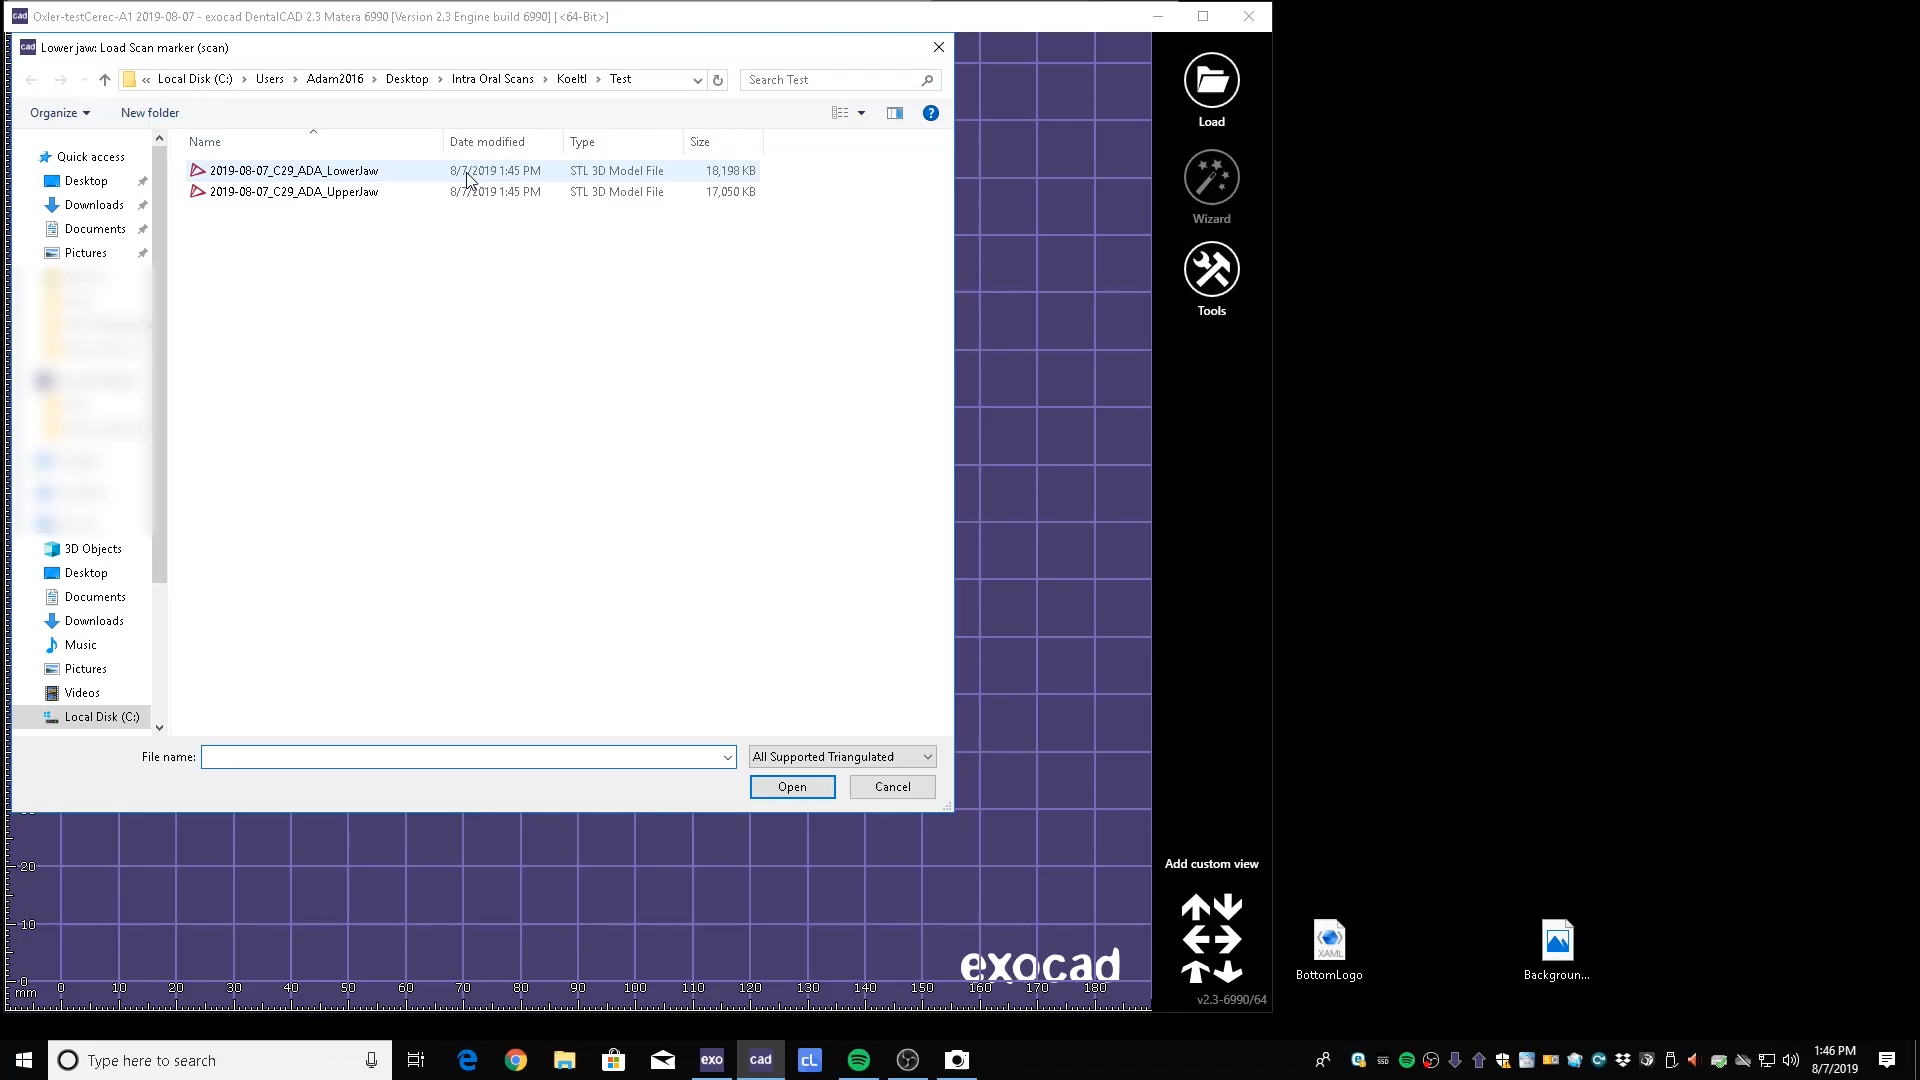 Oxler-testCerec-A1 2019-08-07 - exocad DentalCAD 2.3 Matera 6990 [Version 2.3 Engine build 6990] [<64-Bit>]
Lower jaw: Load Scan marker (scan)
« Local Disk (C:) > Users > Adam2016 > Desktop > Intra Oral Scans > Koeltl > Test
Search Test
Organize
New folder
Name
Date modified
Type
Size
2019-08-07_C29_ADA_LowerJaw 8/7/2019 1:45 PM STL 3D Model File 18,198 KB
2019-08-07_C29_ADA_UpperJaw 8/7/2019 1:45 PM STL 3D Model File 17,050 KB
Quick access
Desktop
Downloads
Documents
Pictures
3D Objects
Desktop
Documents
Downloads
Music
Pictures
Videos
Local Disk (C:)
File name:
All Supported Triangulated
Open
Cancel
Load
Wizard
Tools
Add custom view
v2.3-6990/64
exocad
20
10
0
mm
0 10 20 30 40 50 60 70 80 90 100 110 120 130 140 150 160 170 180
XAML
BottomLogo
Backgroun...
Type here to search
exo
cad
cL
SSD
1:46 PM
8/7/2019